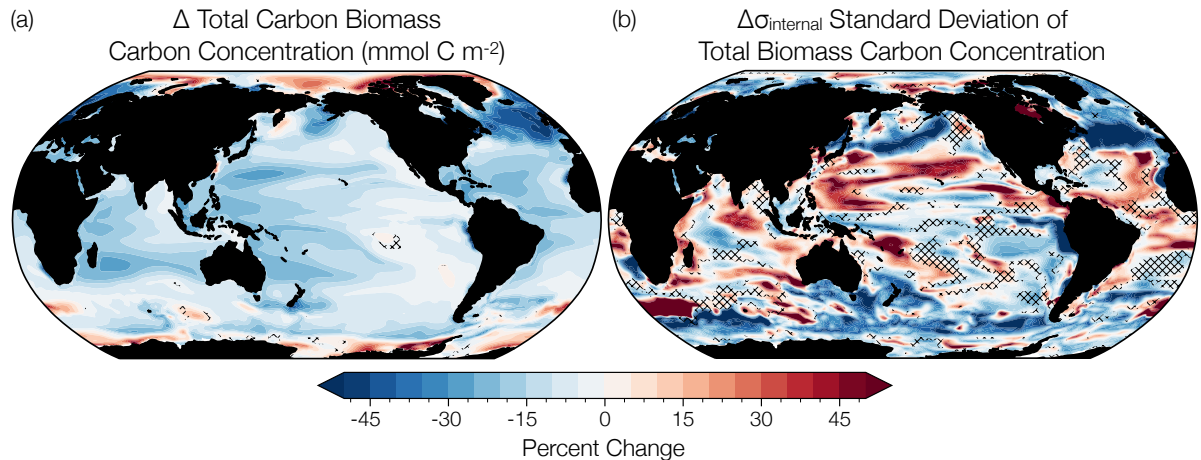 (a)
Δ Total Carbon Biomass
Carbon Concentration (mmol C m⁻²)
(b)
Δσinternal Standard Deviation of
Total Biomass Carbon Concentration
-45 -30 -15 0 15 30 45
Percent Change